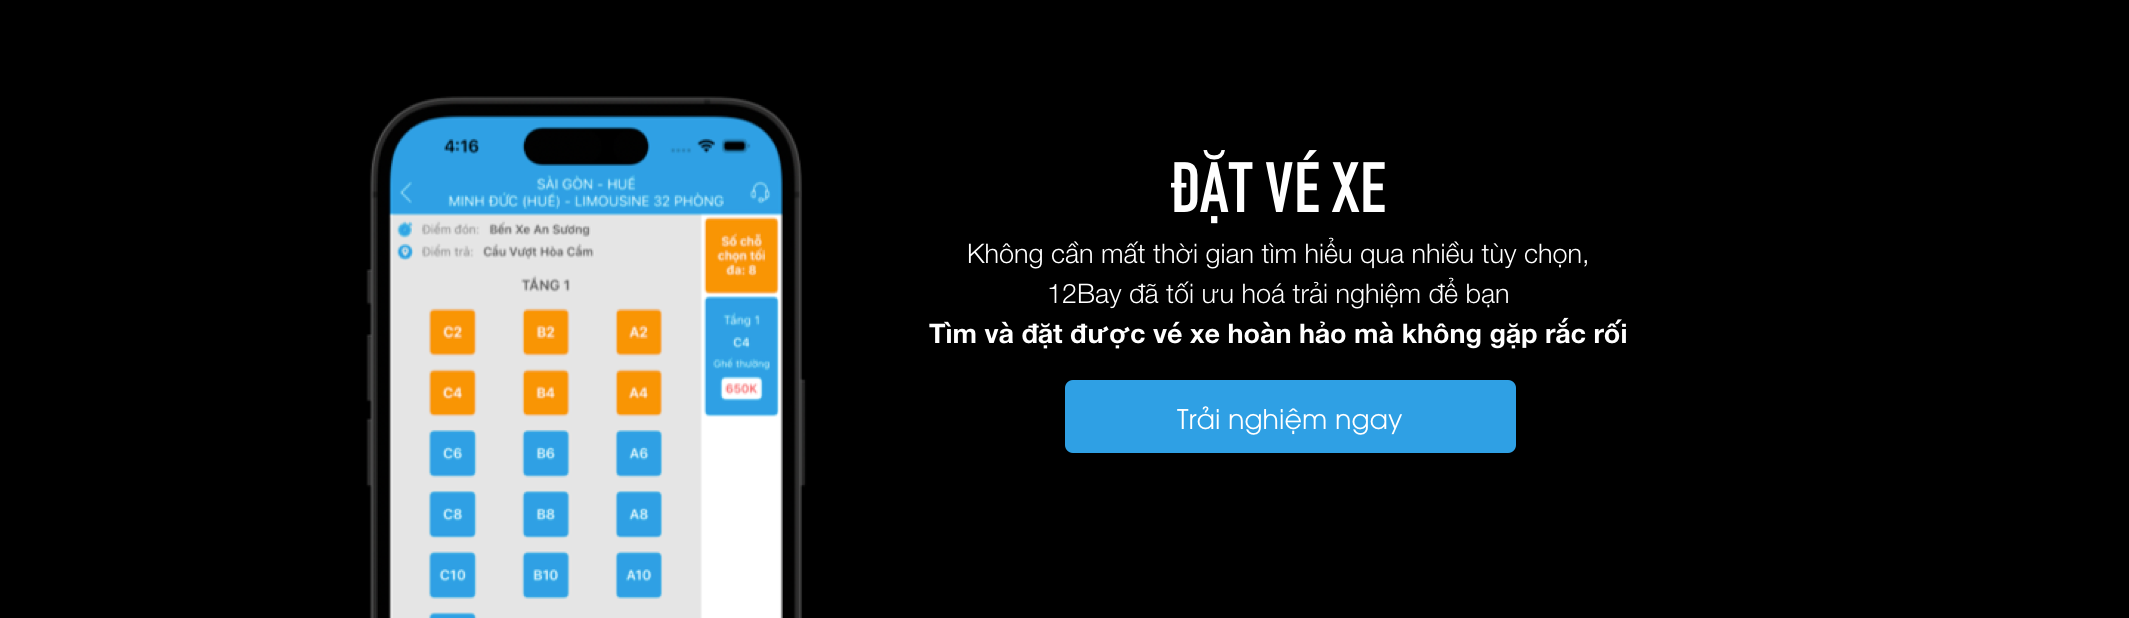 4:16
SÀI GÒN - HUẾ
MINH ĐỨC (HUẾ) - LIMOUSINE 32 PHÒNG
Điểm đón: Bến Xe An Sương
Điểm trả: Cầu Vượt Hòa Cầm
TẦNG 1
C2 B2 A2
C4 B4 A4
C6 B6 A6
C8 B8 A8
C10 B10 A10
Số chỗ
chọn tối
đa: 8
Tầng 1
C4
Ghế thường
650K
ĐẶT VÉ XE
Không cần mất thời gian tìm hiểu qua nhiều tùy chọn,
12Bay đã tối ưu hoá trải nghiệm để bạn
Tìm và đặt được vé xe hoàn hảo mà không gặp rắc rối
Trải nghiệm ngay